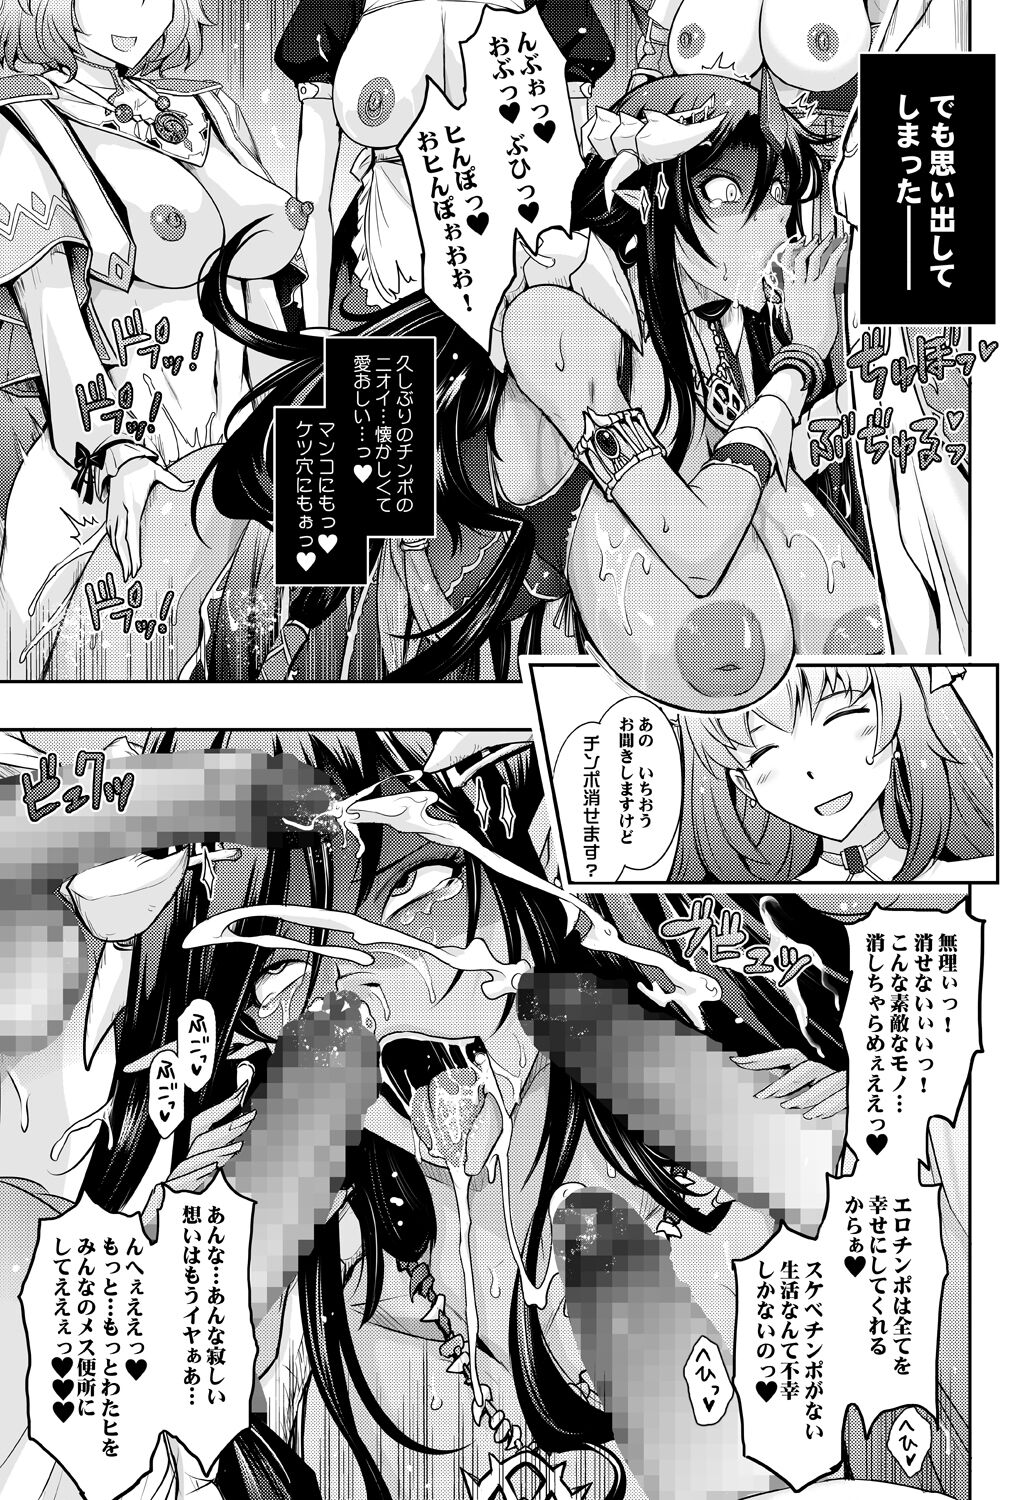 でも思い出して
しまった――
んぶぉっ♥
おぶっ♥
ぶひっ♥
ヒんぽっ♥
おヒんぽぉおぉ！
ぢゅぼっ♥
ぶぢゅるっ♥
久しぶりのチンポの
ニオイ…懐かしくて
愛おしい…っ♥
マンコにもっ♥
ケツ穴にもぉっ♥
ドプッ！
ドプッ！
ドプッ！
あの　いちおう
お聞きしますけど
チンポ消せます？
無理いっ！
消せないいいっ！
こんな素敵なモノ…
消しちゃらめぇええっ♥
ビュクッ
ブビュッ
エロチンポは全てを
幸せにしてくれる
からぁ♥
スケベチンポがない
生活なんて不幸
しかないのっ♥
へひっ♥
へひぃ♥
ふごっ♥
ふごっ♥
あんな…あんな寂しい
想いはもうイヤぁぁ…
んへぇええっ♥
もっと…もっとわたヒを
みんなのメス便所に
してええぇっ♥♥♥